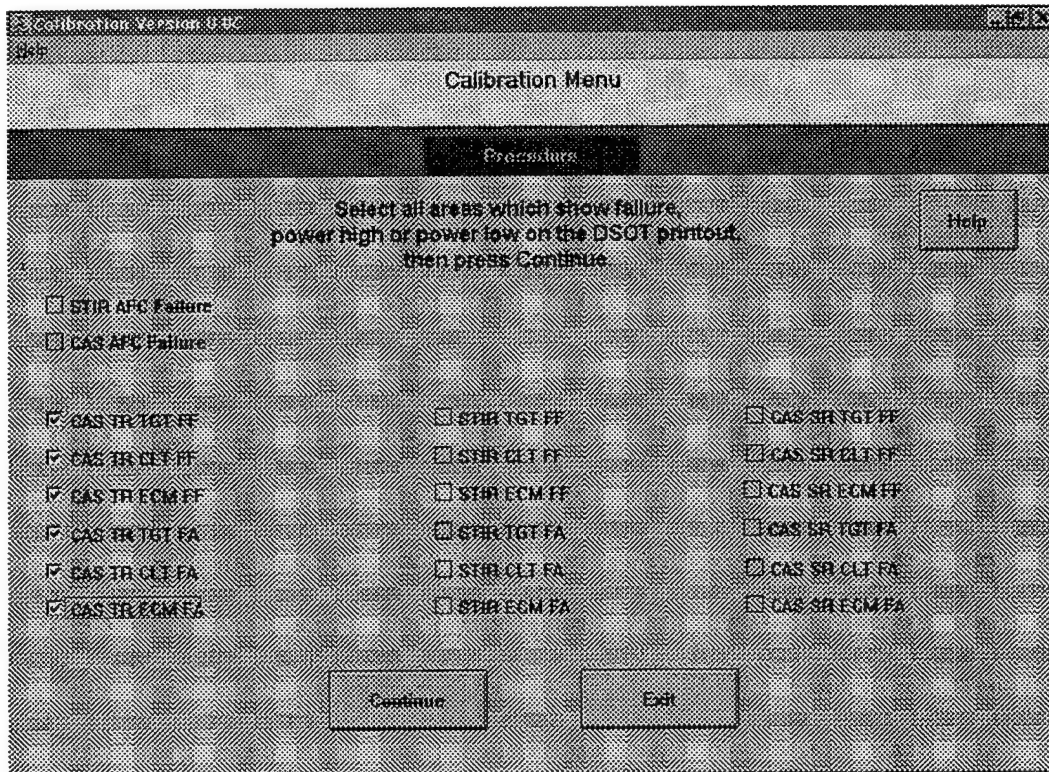 Calibration Version
Help
Calibration Menu
Procedure
Select all areas which show failure,
power high or power low on the DSOT printout,
then press Continue.
Help
STIR AFC Failure
CAS AFC Failure
CAS TR TGT FF
STIR TGT FF
CAS SR TGT FF
CAS TR CLT FF
STIR CLT FF
CAS SR CLT FF
CAS TR ECM FF
STIR ECM FF
CAS SR ECM FF
CAS TR TGT FA
STIR TGT FA
CAS SR TGT FA
CAS TR CLT FA
STIR CLT FA
CAS SR CLT FA
CAS TR ECM FA
STIR ECM FA
CAS SR ECM FA
Continue
Exit